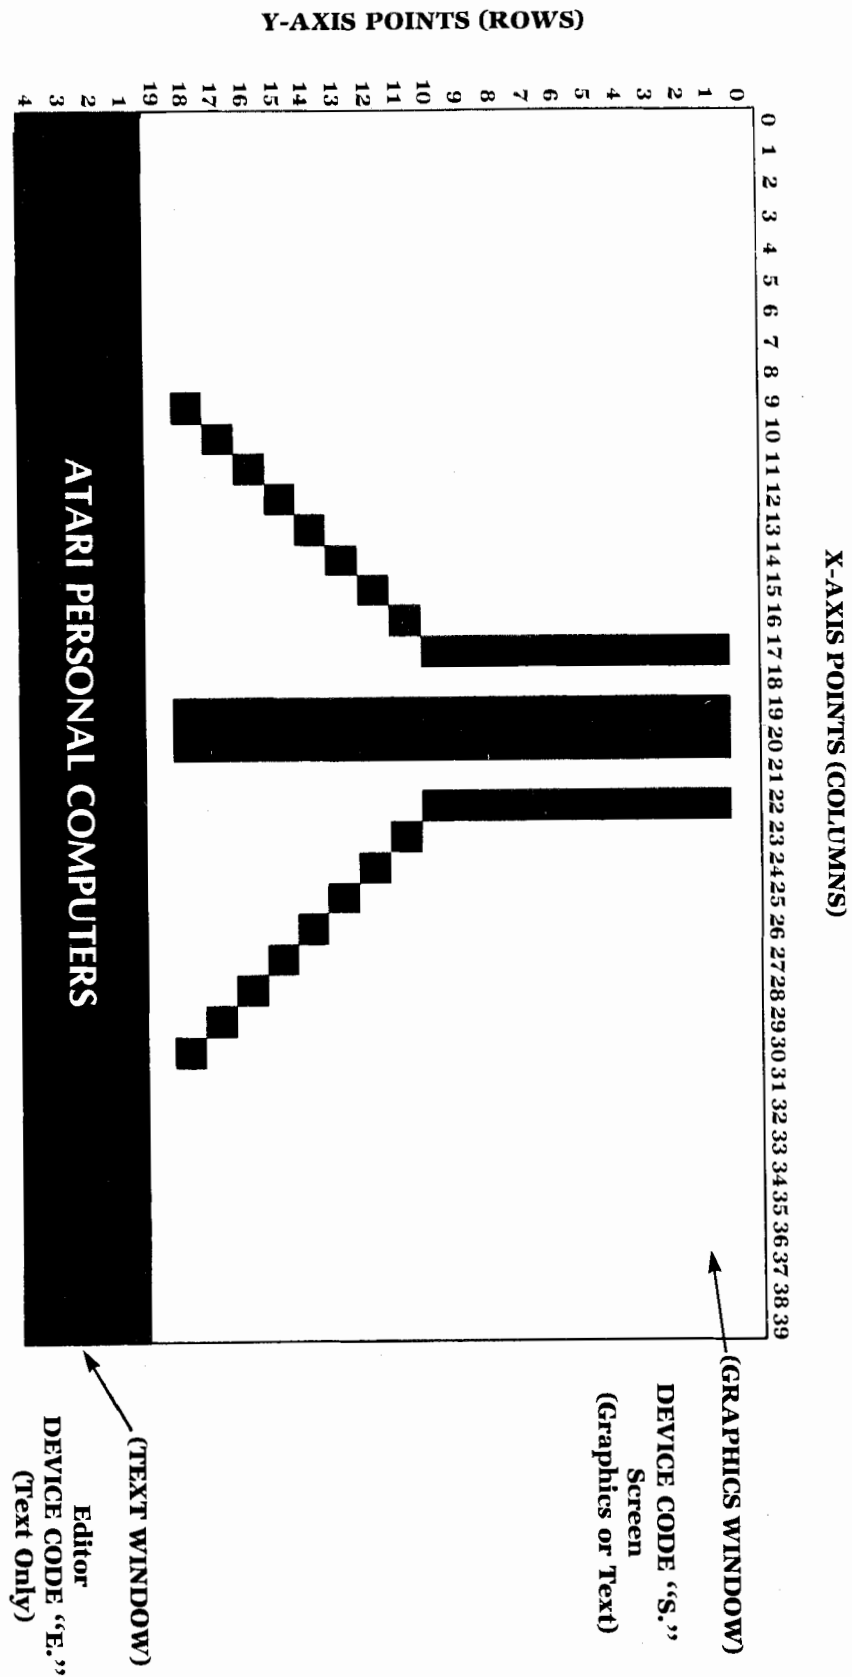 X-AXIS POINTS (COLUMNS)
0 1 2 3 4 5 6 7 8 9 10 11 12 13 14 15 16 17 18 19 20 21 22 23 24 25 26 27 28 29 30 31 32 33 34 35 36 37 38 39
Y-AXIS POINTS (ROWS)
0
1
2
3
4
5
6
7
8
9
10
11
12
13
14
15
16
17
18
19
1
2
3
4
(GRAPHICS WINDOW)
DEVICE CODE “S.”
Screen
(Graphics or Text)
ATARI PERSONAL COMPUTERS
(TEXT WINDOW)
Editor
DEVICE CODE “E.”
(Text Only)